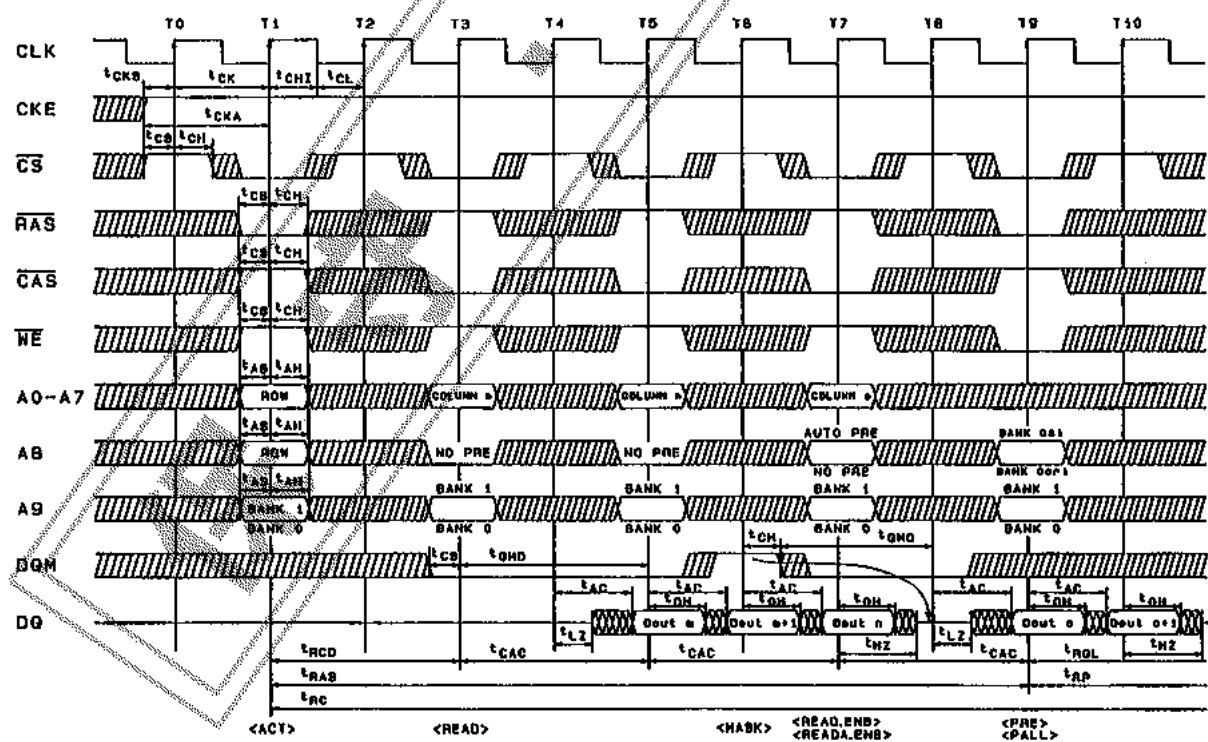 T0 T1 T2 T3 T4 T5 T6 T7 T8 T9 T10
CLK
tCKS tCK tCHI tCL
CKE
tCKA
tCS tCH
CS
tCS tCH
RAS
tCS tCH
CAS
tCS tCH
WE
tAS tAH
A0~A7 ROW COLUMN m COLUMN n COLUMN o
tAS tAH AUTO PRE BANK 0&1
A8 ROW NO PRE NO PRE NO PRE BANK 0or1
tAS tAH BANK 1 BANK 1 BANK 1 BANK 1
A9 BANK 1
BANK 0 BANK 0 BANK 0 BANK 0 BANK 0
tCS tQMD tCH tQMD
DQM
tAC tAC tAC tAC tAC
tOH tOH tOH tOH tOH
DQ Dout m Dout m+1 Dout n Dout o Dout o+1
tLZ tHZ tLZ tHZ
tRCD tCAC tCAC tCAC tRQL
tRAS tRP
tRC
<ACT> <READ> <MASK> <READ,ENB> <PRE>
<READA,ENB> <PALL>